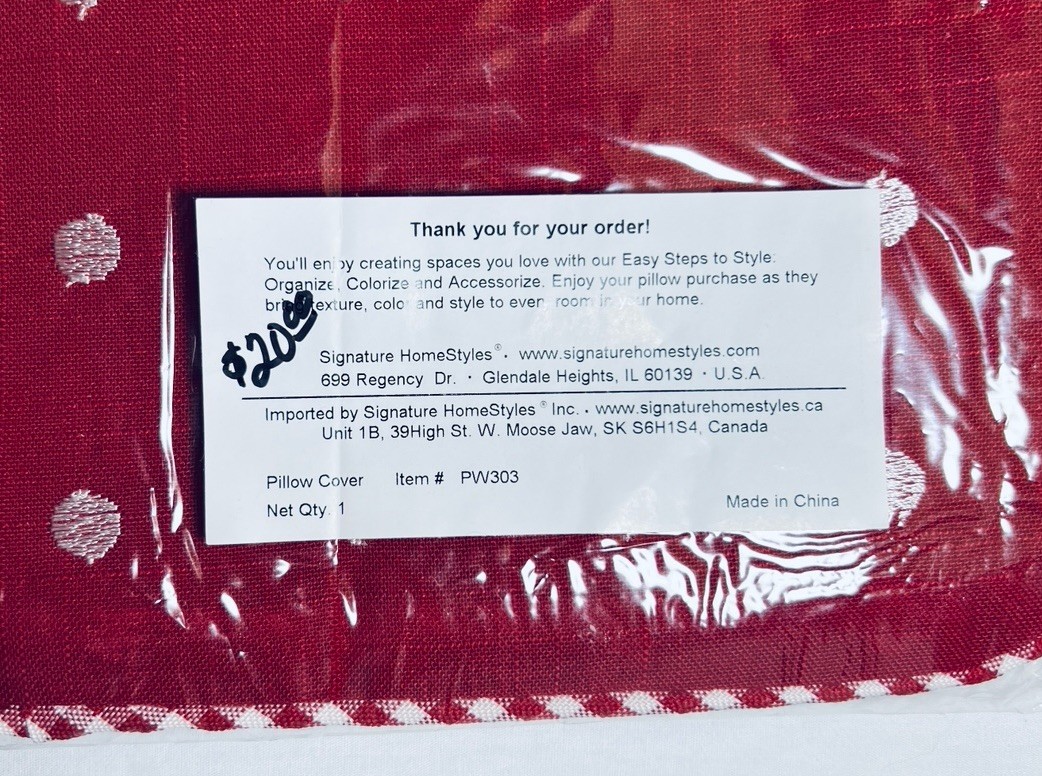 Thank you for your order!
You'll enjoy creating spaces you love with our Easy Steps to Style:
Organize, Colorize and Accessorize. Enjoy your pillow purchase as they
bring texture, color and style to every room in your home.
$20.00
Signature HomeStyles® • www.signaturehomestyles.com
699 Regency Dr. • Glendale Heights, IL 60139 • U.S.A.
Imported by Signature HomeStyles® Inc. • www.signaturehomestyles.ca
Unit 1B, 39High St. W. Moose Jaw, SK S6H1S4, Canada
Pillow Cover Item # PW303
Net Qty. 1
Made in China